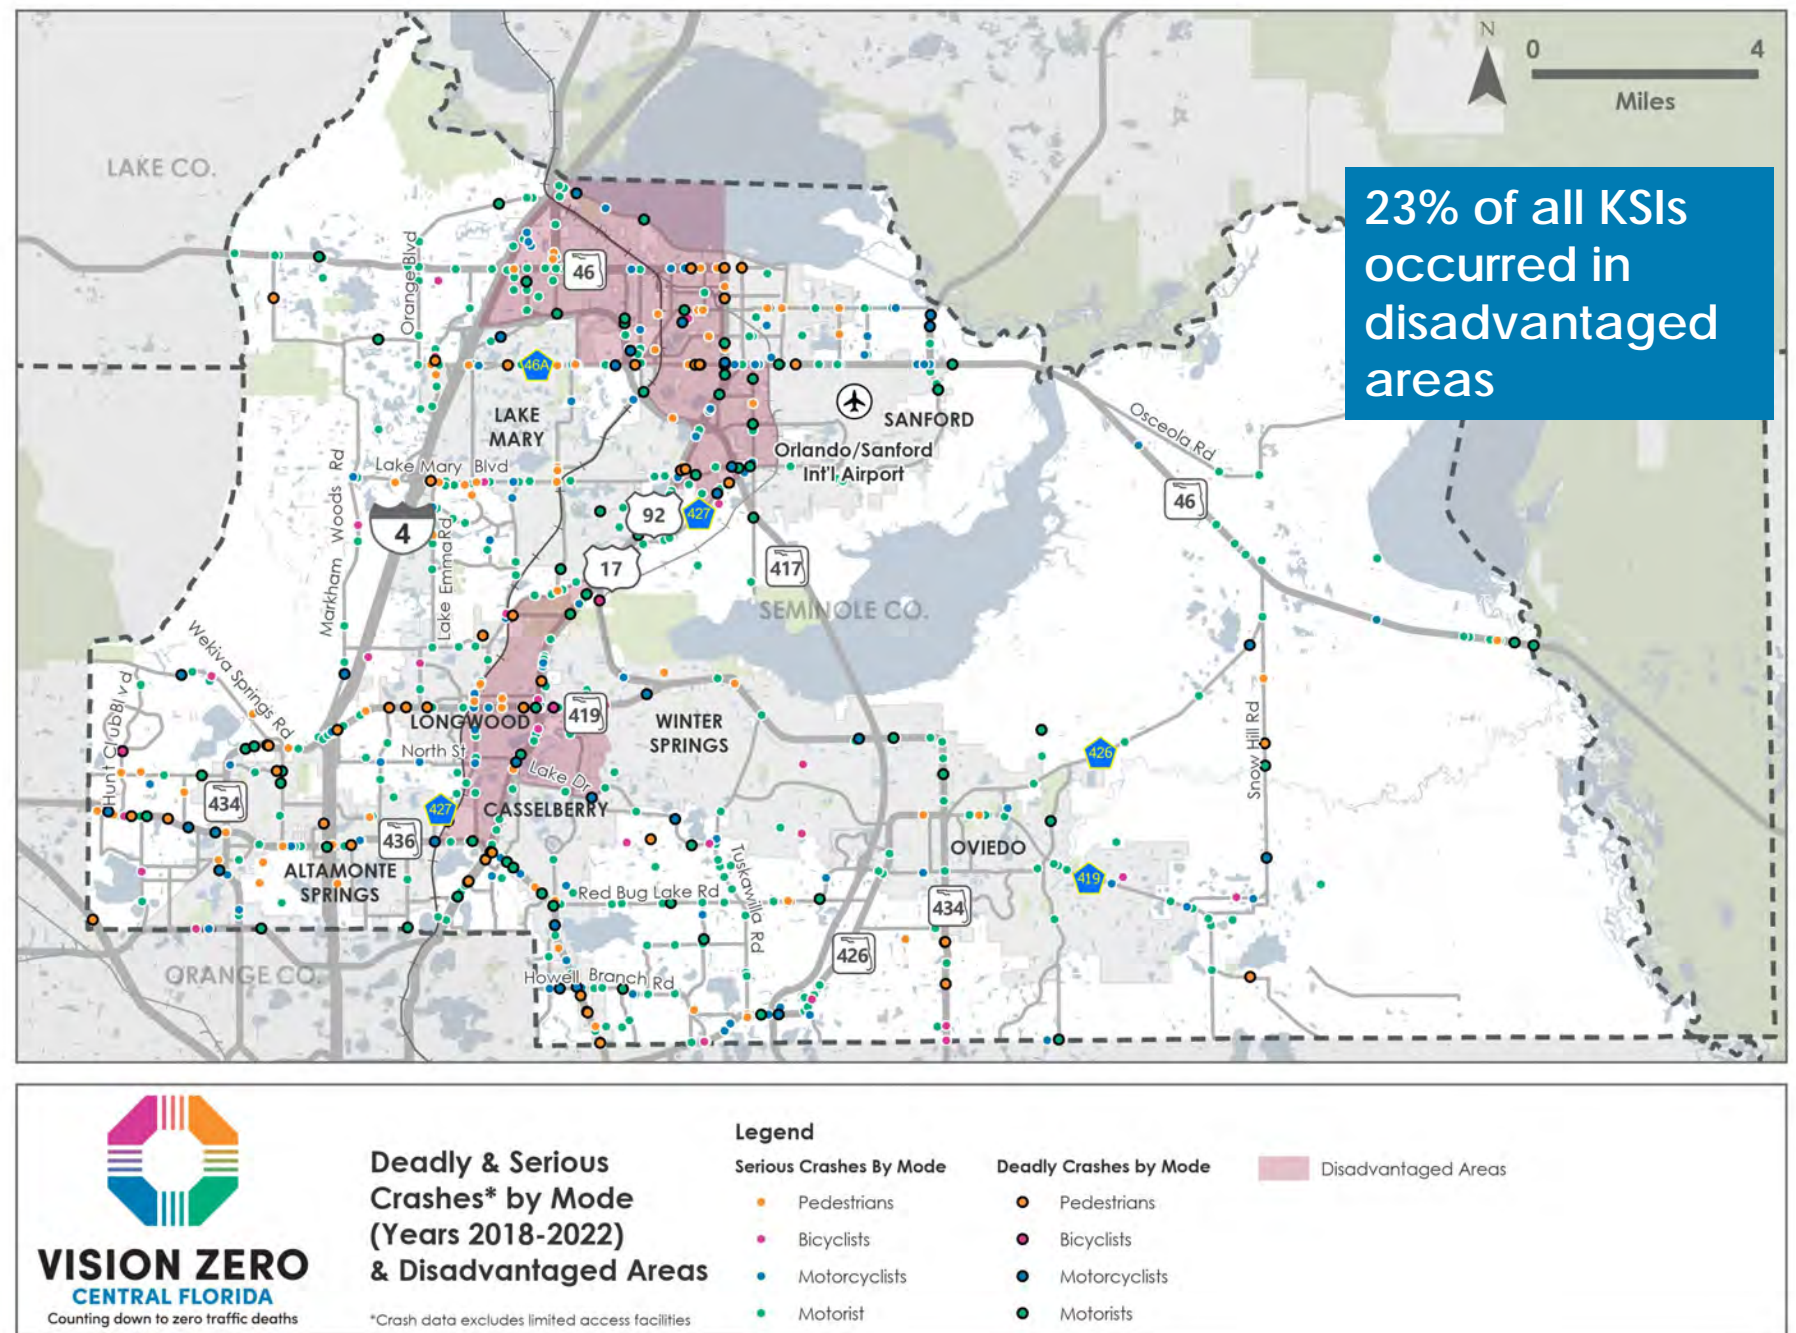 N
0 4
Miles
LAKE CO.
23% of all KSIs
occurred in
disadvantaged
areas
Orange Blvd
46
46A
LAKE
MARY
SANFORD
Orlando/Sanford
Int'l Airport
Osceola Rd
Lake Mary Blvd
Markham Woods Rd
4
Lake Emma Rd
92
427
46
17
417
SEMINOLE CO.
Wekiva Springs Rd
Hunt Club Blvd
LONGWOOD
419
WINTER
SPRINGS
North St
Lake Dr
426
Snow Hill Rd
434
427
CASSELBERRY
436
OVIEDO
ALTAMONTE
SPRINGS
Tuskawilla Rd
419
Red Bug Lake Rd
434
426
ORANGE CO.
Howell Branch Rd
VISION ZERO
CENTRAL FLORIDA
Counting down to zero traffic deaths
Deadly & Serious
Crashes* by Mode
(Years 2018-2022)
& Disadvantaged Areas
*Crash data excludes limited access facilities
Legend
Serious Crashes By Mode
Pedestrians
Bicyclists
Motorcyclists
Motorist
Deadly Crashes by Mode
Pedestrians
Bicyclists
Motorcyclists
Motorists
Disadvantaged Areas